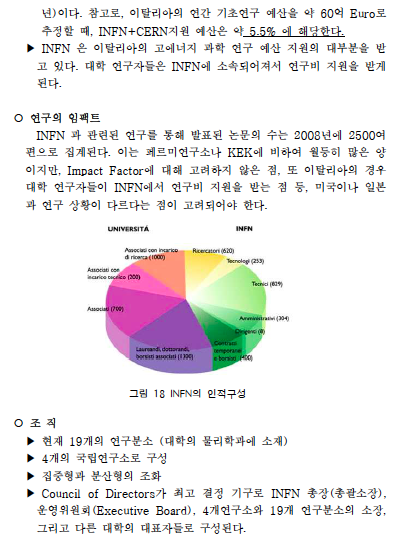 년)이다. 참고로, 이탈리아의 연간 기초연구 예산을 약 60억 Euro로
추정할 때, INFN+CERN지원 예산은 약 5.5% 에 해당한다.
▶ INFN 은 이탈리아의 고에너지 과학 연구 예산 지원의 대부분을 받
고 있다. 대학 연구자들은 INFN에 소속되어져서 연구비 지원을 받게
된다.
○ 연구의 임팩트
INFN 과 관련된 연구를 통해 발표된 논문의 수는 2008년에 2500여
편으로 집계된다. 이는 페르미연구소나 KEK에 비하여 월등히 많은 양
이지만, Impact Factor에 대해 고려하지 않은 점, 또 이탈리아의 경우
대학 연구자들이 INFN에서 연구비 지원을 받는 점 등, 미국이나 일본
과 연구 상황이 다르다는 점이 고려되어야 한다.
UNIVERSITÁ INFN
Associati con incarico
di ricerca (1000)
Ricercatori (620)
Tecnologi (253)
Associati con
incarico tecnico (300)
Tecnici (829)
Associati (700)
Amministrativi (304)
Dirigenti (8)
Laureandi, dottorandi,
borsisti associati (1300)
Contratti
temporanei
e borsisti (400)
그림 18 INFN의 인적구성
○ 조 직
▶ 현재 19개의 연구분소 (대학의 물리학과에 소재)
▶ 4개의 국립연구소로 구성
▶ 집중형과 분산형의 조화
▶ Council of Directors가 최고 결정 기구로 INFN 총장(총괄소장),
운영위원회(Executive Board), 4개연구소와 19개 연구분소의 소장,
그리고 다른 대학의 대표자들로 구성된다.